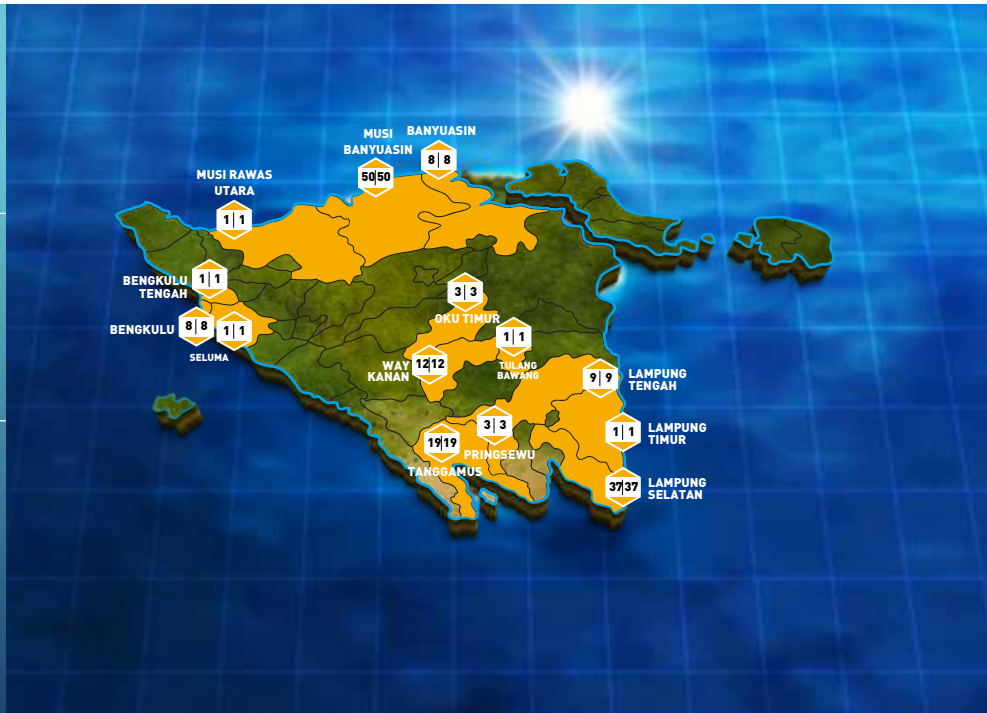 MUSI
BANYUASIN
50|50
BANYUASIN
8|8
MUSI RAWAS
UTARA
1|1
BENGKULU
TENGAH
1|1
BENGKULU
8|8
1|1
SELUMA
3|3
OKU TIMUR
1|1
TULANG
BAWANG
WAY
KANAN
12|12
9|9
LAMPUNG
TENGAH
3|3
PRINGSEWU
1|1
LAMPUNG
TIMUR
19|19
TANGGAMUS
37|37
LAMPUNG
SELATAN